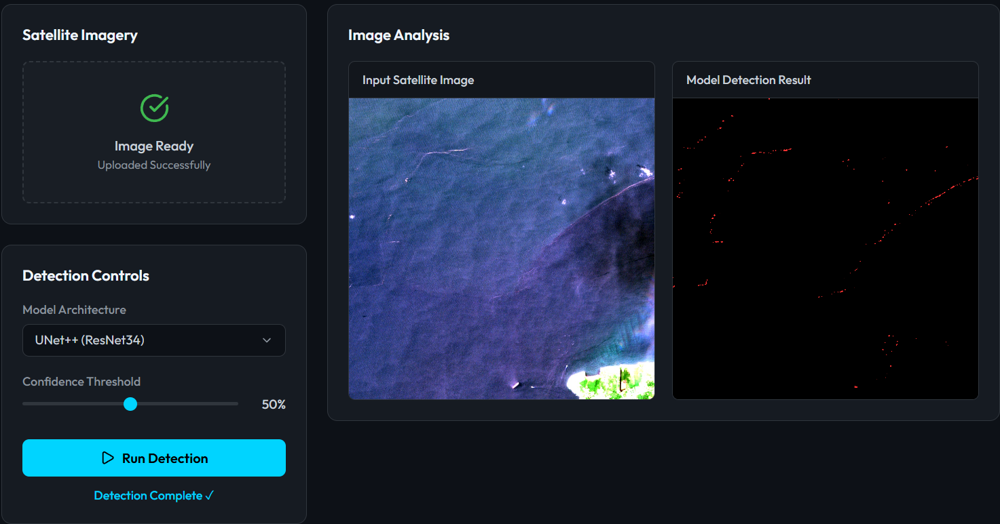 Satellite Imagery
Image Ready
Uploaded Successfully
Detection Controls
Model Architecture
UNet++ (ResNet34)
Confidence Threshold
50%
Run Detection
Detection Complete ✓
Image Analysis
Input Satellite Image
Model Detection Result